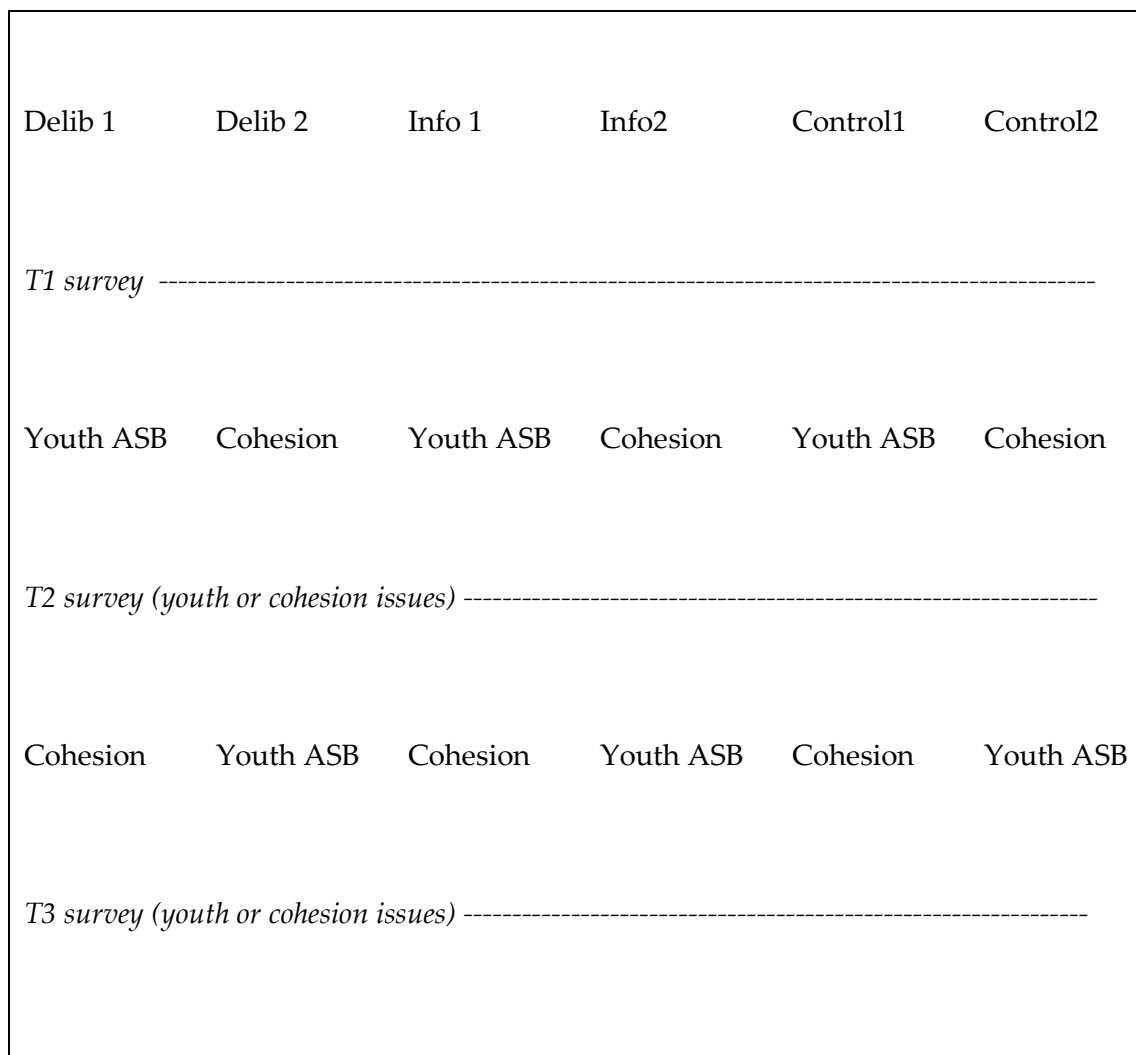 Delib 1 Delib 2 Info 1 Info2 Control1 Control2
T1 survey ------------------------------------------------------------------------------------------------
Youth ASB Cohesion Youth ASB Cohesion Youth ASB Cohesion
T2 survey (youth or cohesion issues) -----------------------------------------------------------------
Cohesion Youth ASB Cohesion Youth ASB Cohesion Youth ASB
T3 survey (youth or cohesion issues) ----------------------------------------------------------------